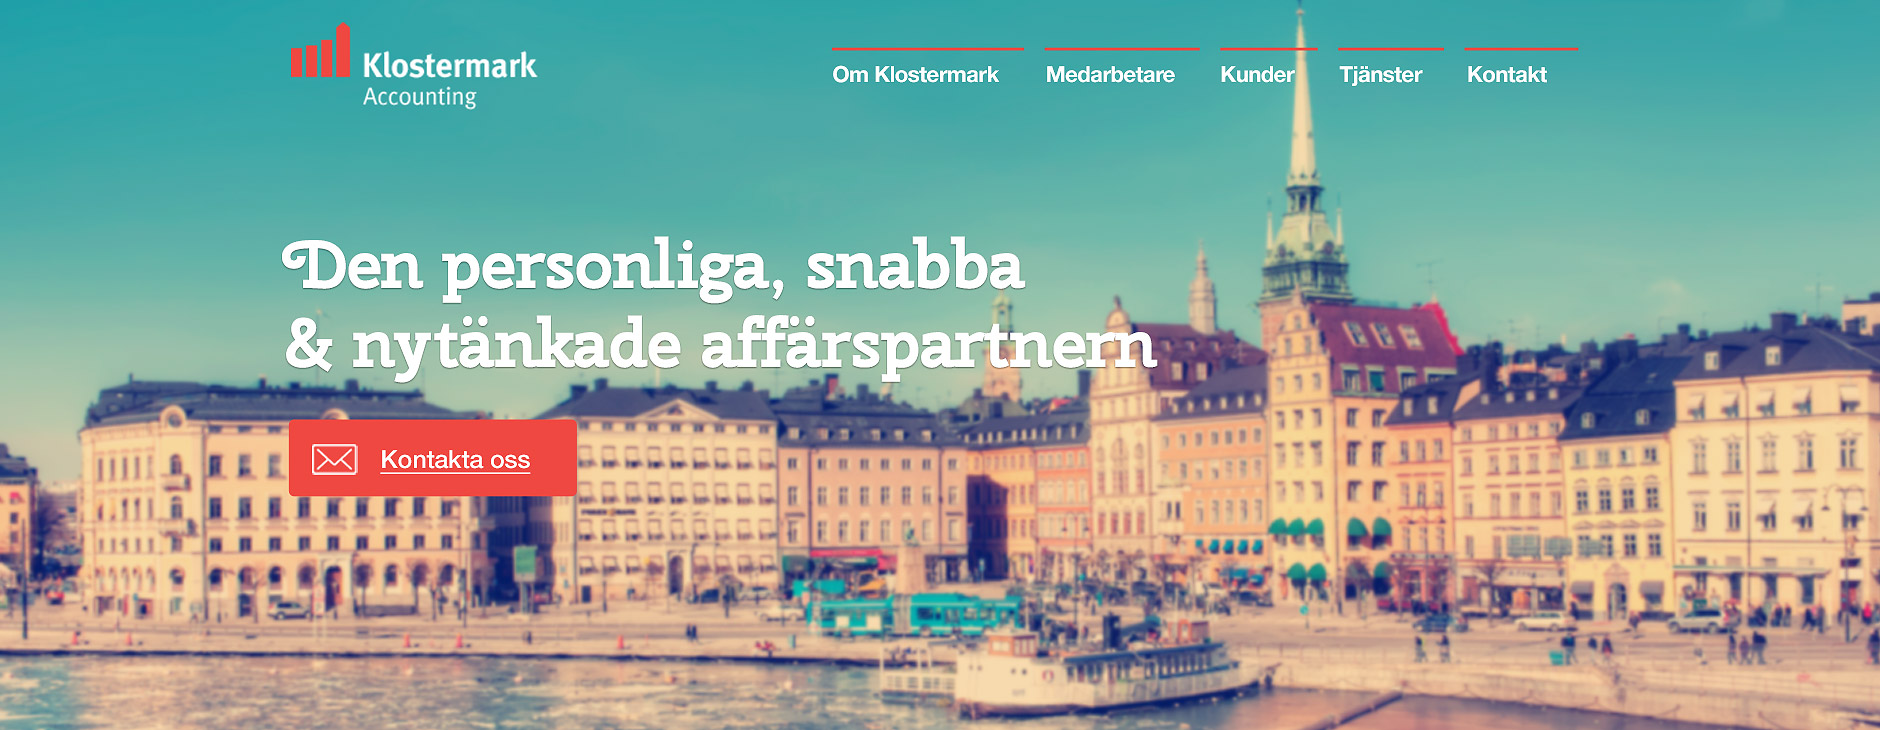 Klostermark
Accounting
Om Klostermark
Medarbetare
Kunder
Tjänster
Kontakt
Den personliga, snabba
& nytänkade affärspartnern
Kontakta oss